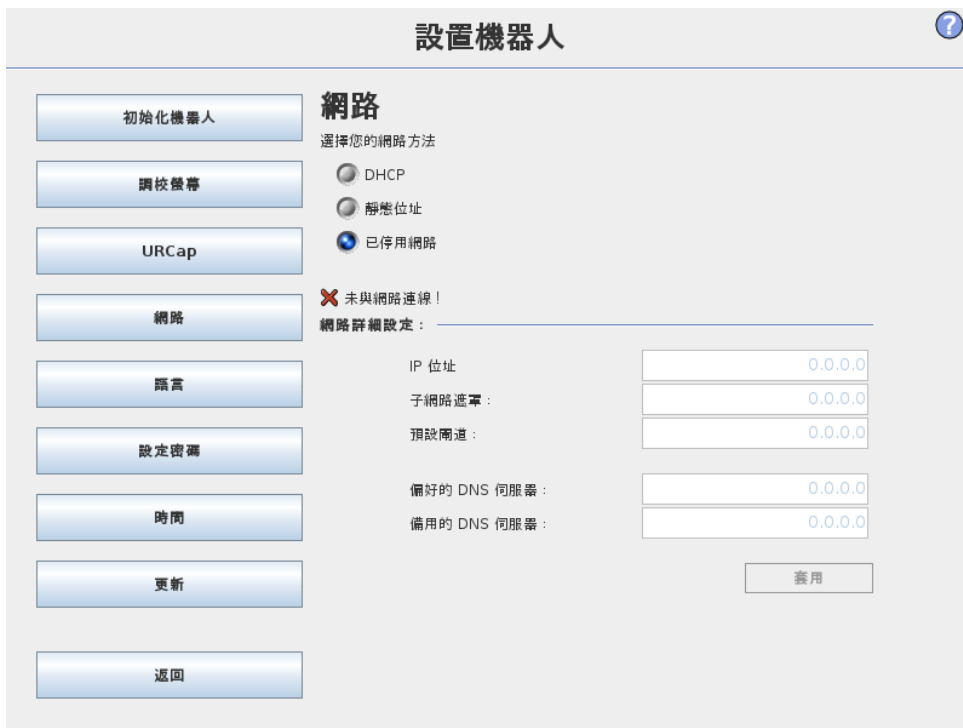 設置機器人
?
初始化機器人
調校螢幕
URCap
網路
語言
設定密碼
時間
更新
返回
網路
選擇您的網路方法
DHCP
靜態位址
已停用網路
未與網路連線！
網路詳細設定：
IP 位址 0.0.0.0
子網路遮罩： 0.0.0.0
預設閘道： 0.0.0.0
偏好的 DNS 伺服器： 0.0.0.0
備用的 DNS 伺服器： 0.0.0.0
套用